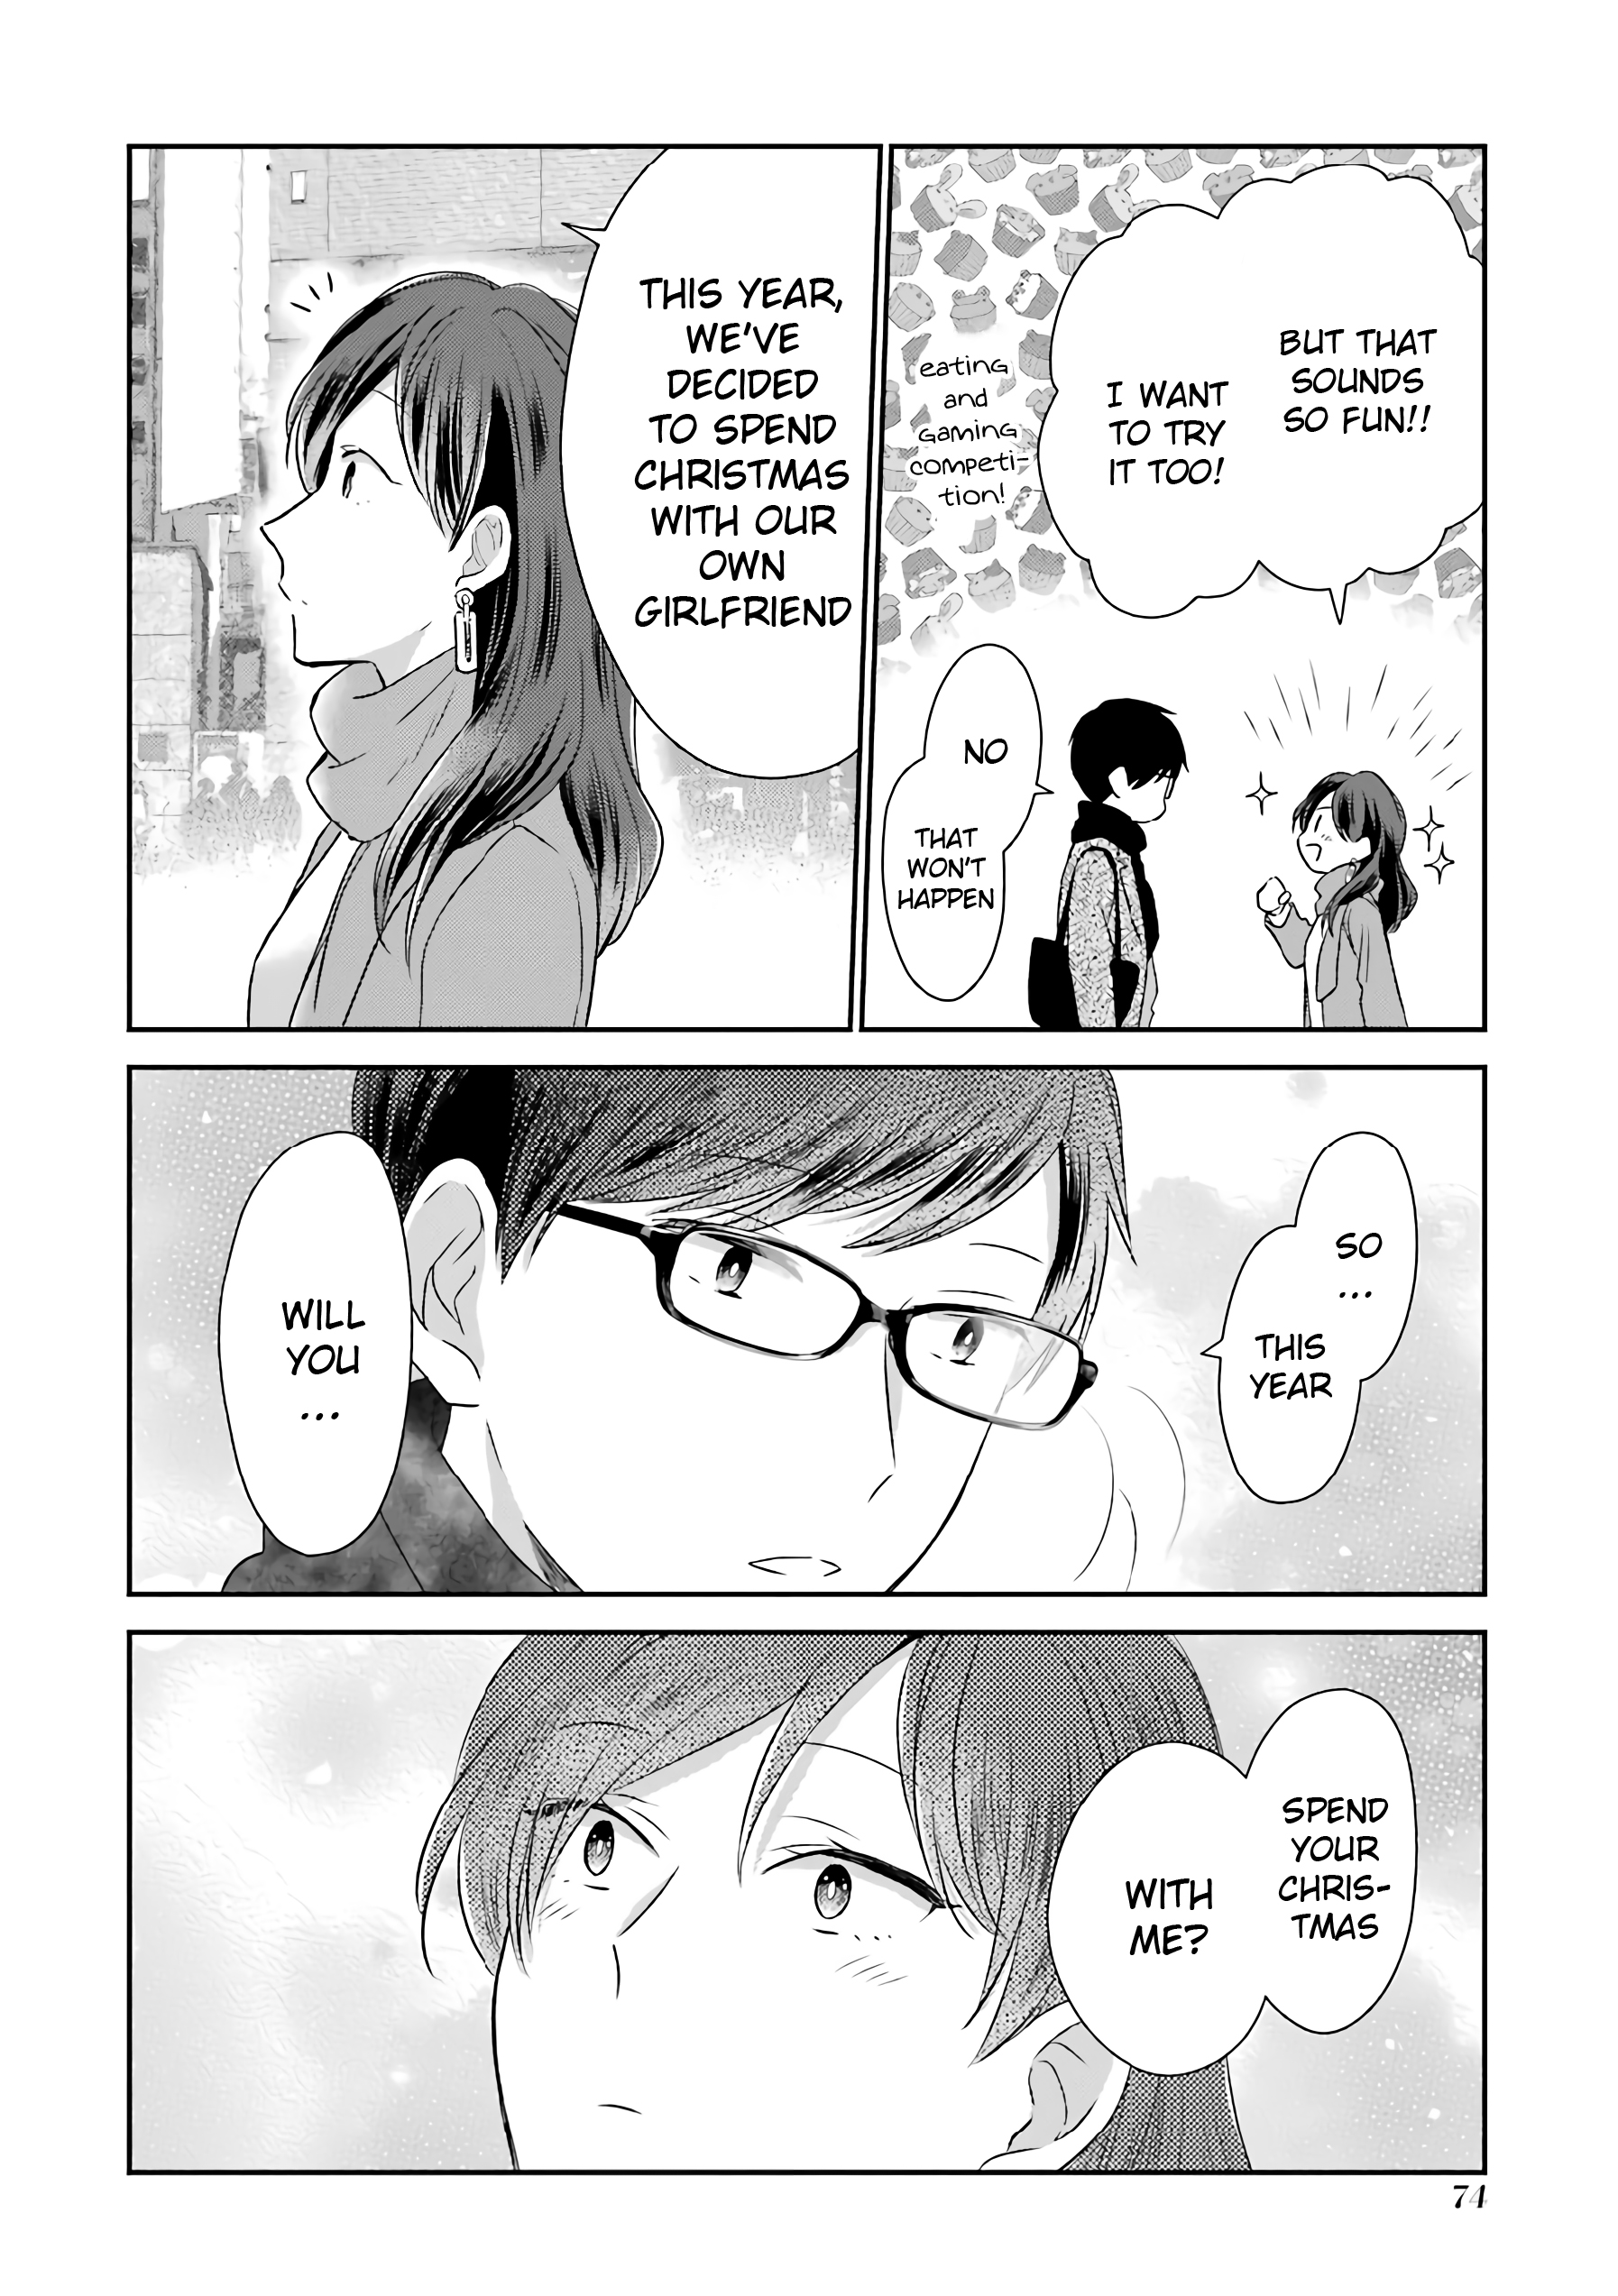 BUT THAT
SOUNDS
SO FUN!!
I WANT
TO TRY
IT TOO!
eating
and
gaming
competi-
tion!
NO
THAT
WON'T
HAPPEN
THIS YEAR,
WE'VE
DECIDED
TO SPEND
CHRISTMAS
WITH OUR
OWN
GIRLFRIEND
SO
...
THIS
YEAR
WILL
YOU
...
SPEND
YOUR
CHRIS-
TMAS
WITH
ME?
74